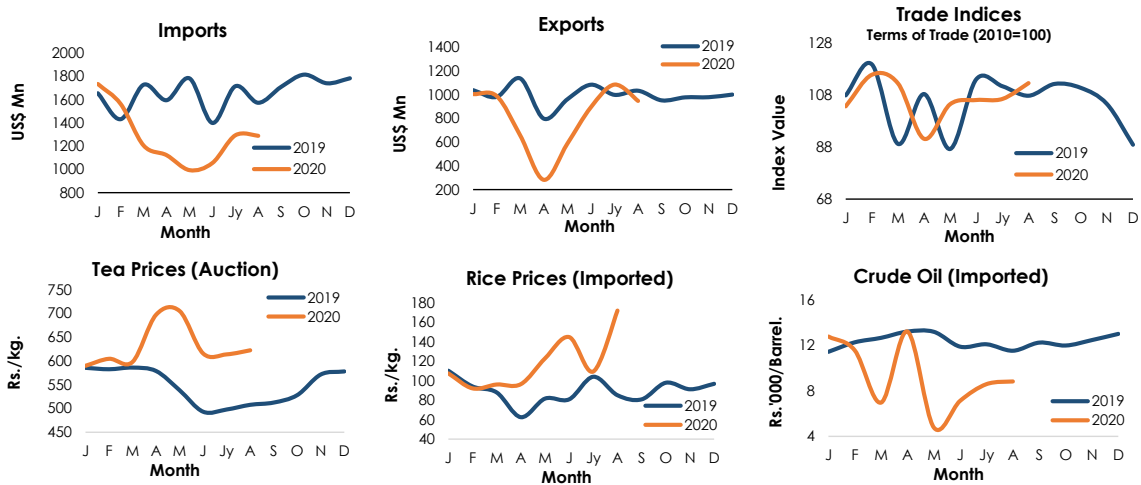 Imports
US$ Mn
2000
1800
1600
1400
1200
1000
800
2019
2020
J F M A M J Jy A S O N D
Month
Exports
US$ Mn
1400
1200
1000
800
600
400
200
2019
2020
J F M A M J Jy A S O N D
Month
Trade Indices
Terms of Trade (2010=100)
Index Value
128
108
88
68
2019
2020
J F M A M J Jy A S O N D
Month
Tea Prices (Auction)
Rs./kg.
750
700
650
600
550
500
450
2019
2020
J F M A M J Jy A S O N D
Month
Rice Prices (Imported)
Rs./kg.
180
160
140
120
100
80
60
40
2019
2020
J F M A M J Jy A S O N D
Month
Crude Oil (Imported)
Rs.'000/Barrel.
16
12
8
4
2019
2020
J F M A M J Jy A S O N D
Month